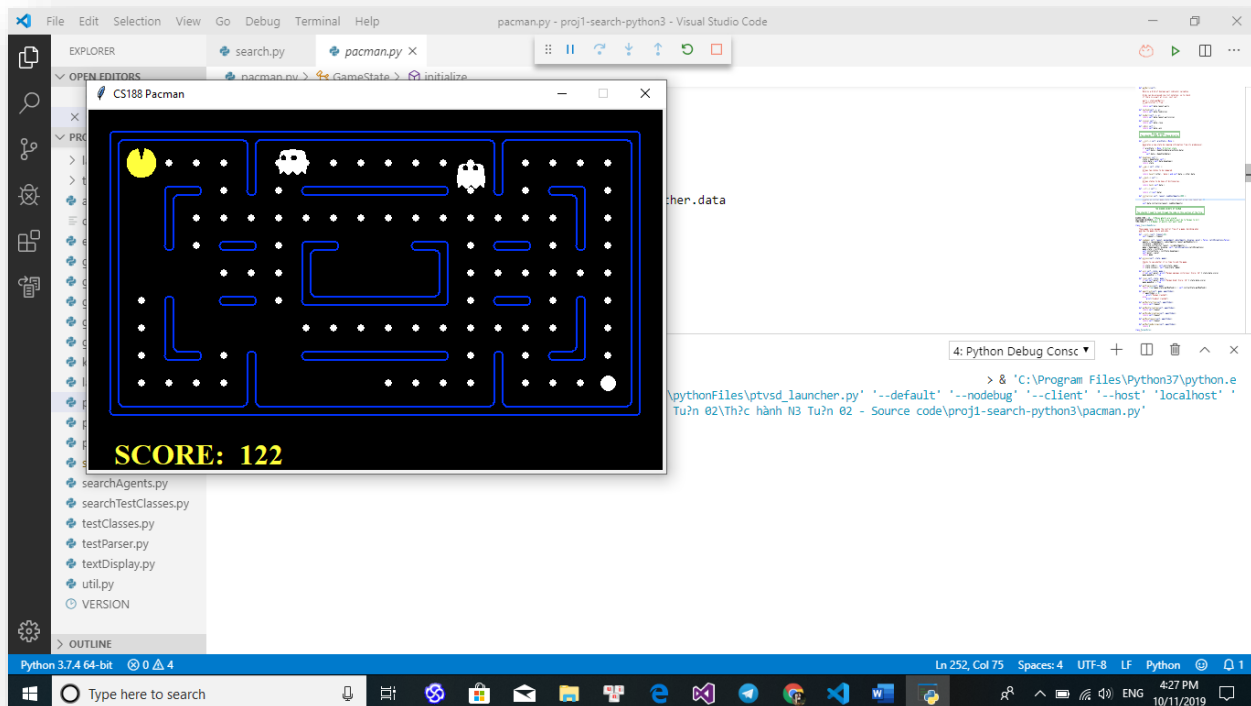 File Edit Selection View Go Debug Terminal Help
pacman.py - proj1-search-python3 - Visual Studio Code
EXPLORER
search.py
pacman.py
OPEN EDITORS
pacman.py > GameState > initialize
CS188 Pacman
cher.data
SCORE: 122
searchAgents.py
searchTestClasses.py
testClasses.py
testParser.py
textDisplay.py
util.py
VERSION
OUTLINE
4: Python Debug Consc
> & 'C:\Program Files\Python37\python.e
\pythonFiles\ptvsd_launcher.py' '--default' '--nodebug' '--client' '--host' 'localhost' '
Tu?n 02\Th?c hành N3 Tu?n 02 - Source code\proj1-search-python3\pacman.py'
Python 3.7.4 64-bit 0 4
Ln 252, Col 75 Spaces: 4 UTF-8 LF Python 1
Type here to search
ENG
4:27 PM
10/11/2019